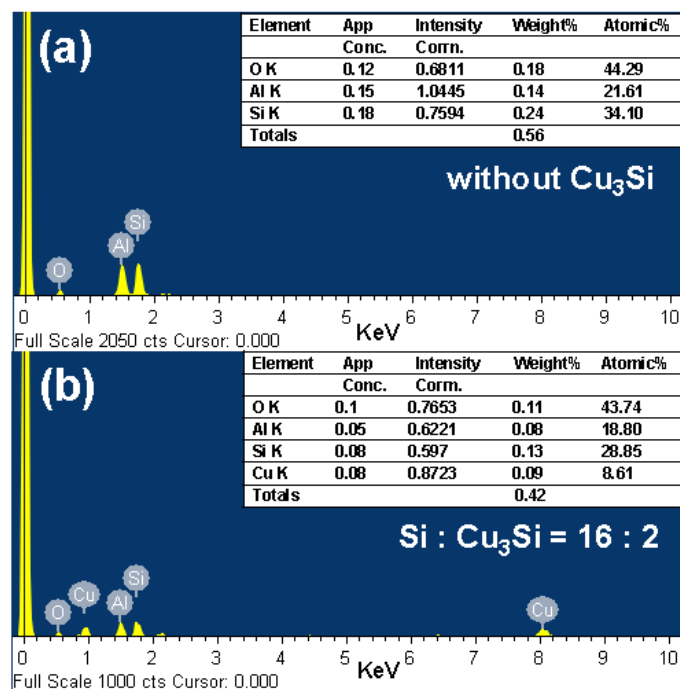 (a)
Element App Intensity Weight% Atomic%
Conc. Corrn.
O K 0.12 0.6811 0.18 44.29
Al K 0.15 1.0445 0.14 21.61
Si K 0.18 0.7594 0.24 34.10
Totals 0.56
without Cu₃Si
Si
Al
O
0 1 2 3 4 5 6 7 8 9 10
Full Scale 2050 cts Cursor: 0.000 KeV
(b)
Element App Intensity Weight% Atomic%
Conc. Corrn.
O K 0.1 0.7653 0.11 43.74
Al K 0.05 0.6221 0.08 18.80
Si K 0.08 0.597 0.13 28.85
Cu K 0.08 0.8723 0.09 8.61
Totals 0.42
Si : Cu₃Si = 16 : 2
Si
Cu
Al
O
Cu
0 1 2 3 4 5 6 7 8 9 10
Full Scale 1000 cts Cursor: 0.000 KeV